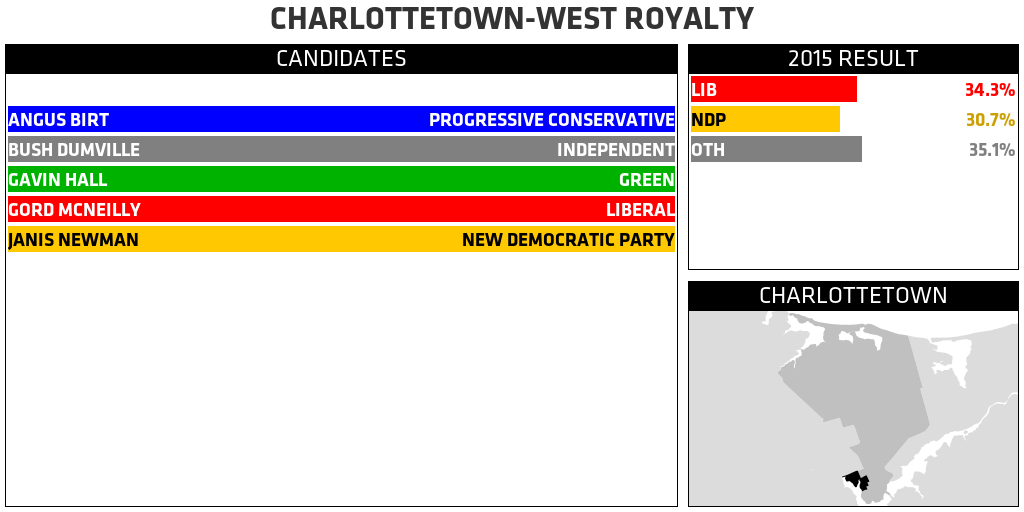 CHARLOTTETOWN-WEST ROYALTY
CANDIDATES
ANGUS BIRT PROGRESSIVE CONSERVATIVE
BUSH DUMVILLE INDEPENDENT
GAVIN HALL GREEN
GORD MCNEILLY LIBERAL
JANIS NEWMAN NEW DEMOCRATIC PARTY
2015 RESULT
LIB 34.3%
NDP 30.7%
OTH 35.1%
CHARLOTTETOWN